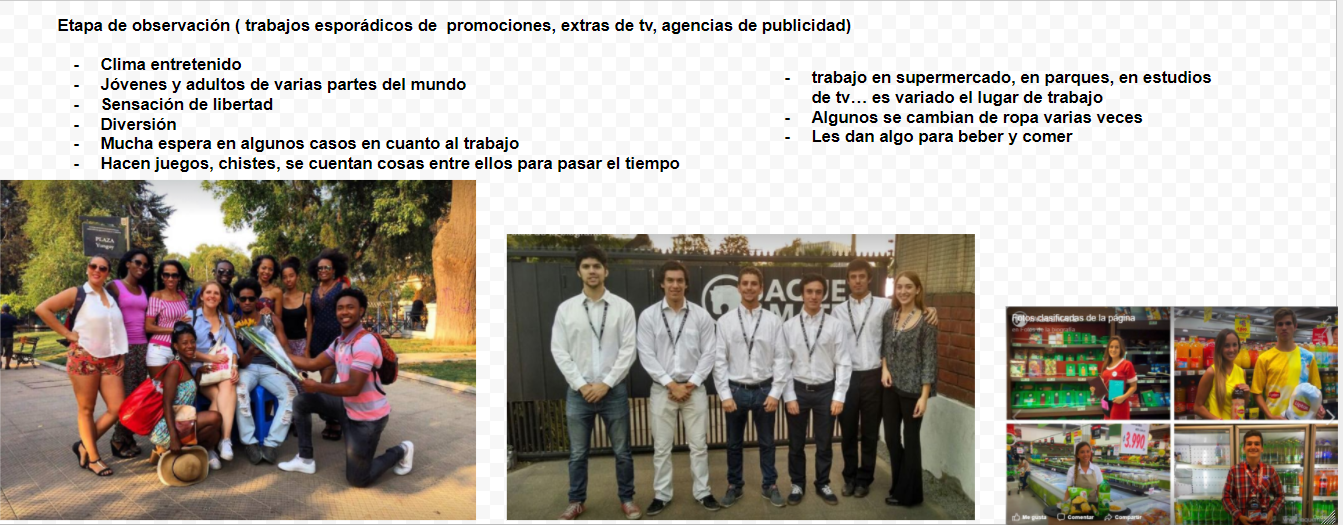 Etapa de observación ( trabajos esporádicos de  promociones, extras de tv, agencias de publicidad)
- Clima entretenido
- Jóvenes y adultos de varias partes del mundo
- Sensación de libertad
- Diversión
- Mucha espera en algunos casos en cuanto al trabajo
- Hacen juegos, chistes, se cuentan cosas entre ellos para pasar el tiempo
- trabajo en supermercado, en parques, en estudios
de tv… es variado el lugar de trabajo
- Algunos se cambian de ropa varias veces
- Les dan algo para beber y comer
PLAZA
Yungay
Fotos clasificadas de la página
$3.990
Me gusta Comentar Compartir